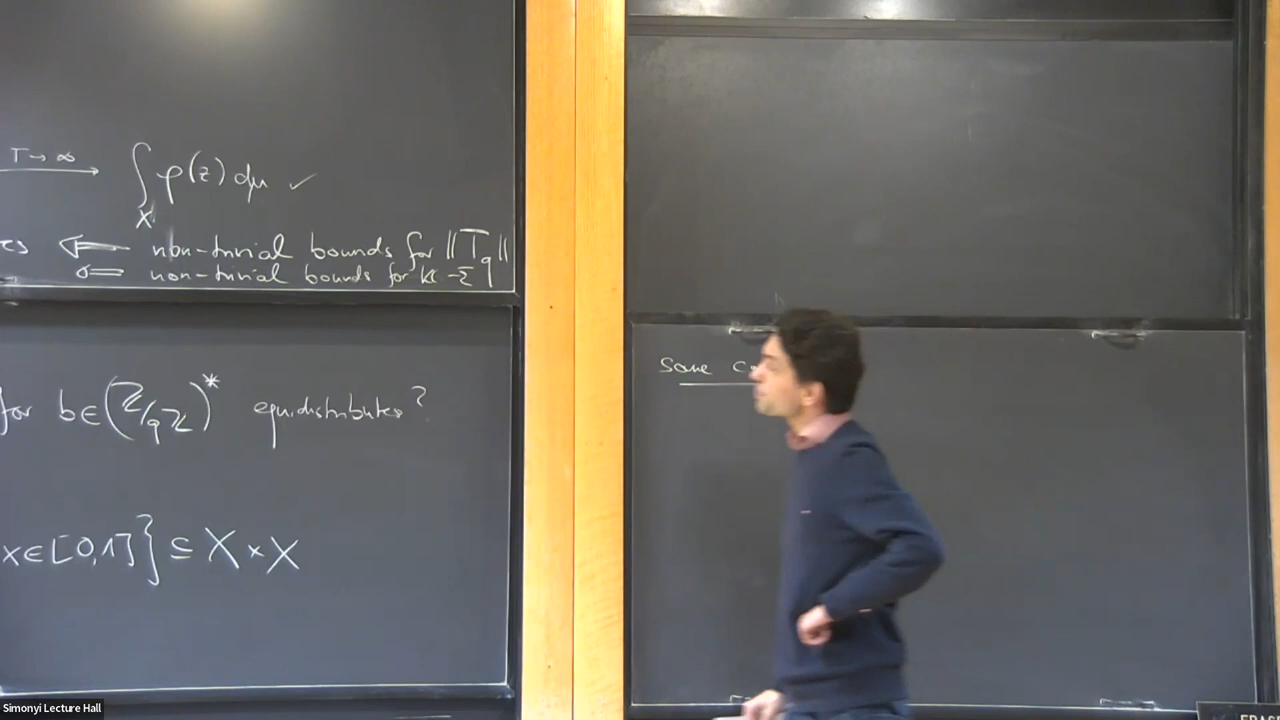 T→∞
∫_X φ(z) dμ ✓
⇐ non-trivial bounds for ‖T_q‖
⇐ non-trivial bounds for Kl-Σ
for b∈(ℤ/qℤ)* equidistributes?
x∈[0,1]} ⊆ X × X
Some
Simonyi Lecture Hall